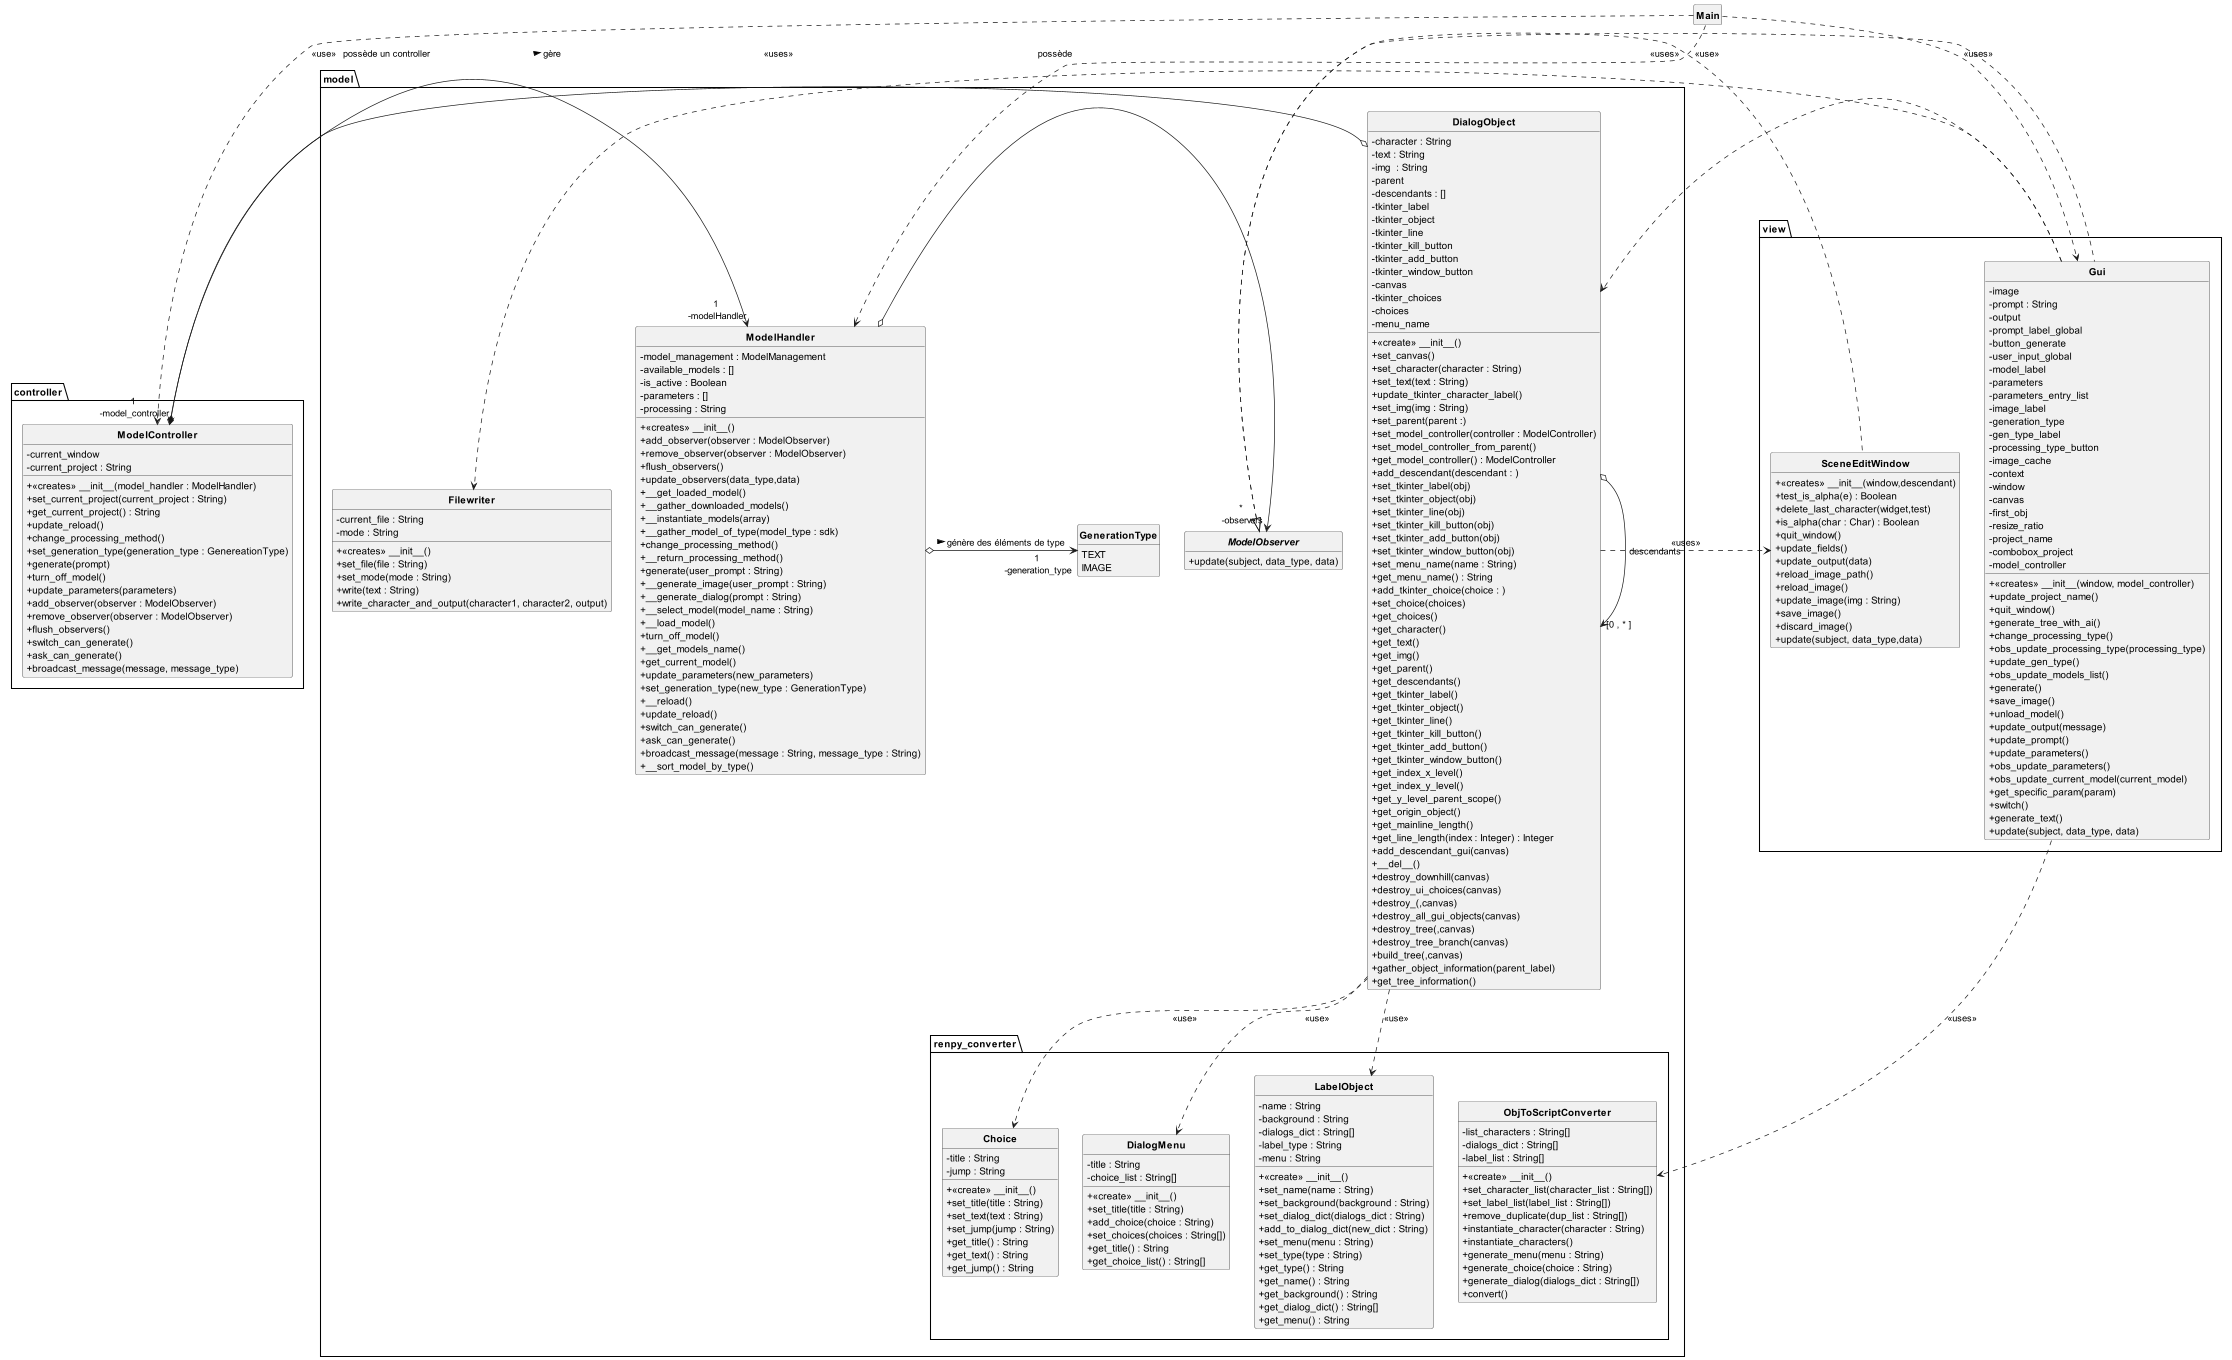 Main
«use»
possède un controller
gère
«uses»
possède
«uses»
«use»
«uses»
model
controller
1
-model_controller
ModelController
-current_window
-current_project : String
+«creates» __init__(model_handler : ModelHandler)
+set_current_project(current_project : String)
+get_current_project() : String
+update_reload()
+change_processing_method()
+set_generation_type(generation_type : GenereationType)
+generate(prompt)
+turn_off_model()
+update_parameters(parameters)
+add_observer(observer : ModelObserver)
+remove_observer(observer : ModelObserver)
+flush_observers()
+switch_can_generate()
+ask_can_generate()
+broadcast_message(message, message_type)
Filewriter
-current_file : String
-mode : String
+«creates» __init__()
+set_file(file : String)
+set_mode(mode : String)
+write(text : String)
+write_character_and_output(character1, character2, output)
1
-modelHandler
ModelHandler
-model_management : ModelManagement
-available_models : []
-is_active : Boolean
-parameters : []
-processing : String
+«creates» __init__()
+add_observer(observer : ModelObserver)
+remove_observer(observer : ModelObserver)
+flush_observers()
+update_observers(data_type,data)
+__get_loaded_model()
+__gather_downloaded_models()
+__instantiate_models(array)
+__gather_model_of_type(model_type : sdk)
+change_processing_method()
+__return_processing_method()
+generate(user_prompt : String)
+__generate_image(user_prompt : String)
+__generate_dialog(prompt : String)
+__select_model(model_name : String)
+__load_model()
+turn_off_model()
+__get_models_name()
+get_current_model()
+update_parameters(new_parameters)
+set_generation_type(new_type : GenerationType)
+__reload()
+update_reload()
+switch_can_generate()
+ask_can_generate()
+broadcast_message(message : String, message_type : String)
+__sort_model_by_type()
génère des éléments de type
1
-generation_type
GenerationType
TEXT
IMAGE
*
-observers
ModelObserver
+update(subject, data_type, data)
DialogObject
-character : String
-text : String
-img  : String
-parent
-descendants : []
-tkinter_label
-tkinter_object
-tkinter_line
-tkinter_kill_button
-tkinter_add_button
-tkinter_window_button
-canvas
-tkinter_choices
-choices
-menu_name
+«create» __init__()
+set_canvas()
+set_character(character : String)
+set_text(text : String)
+update_tkinter_character_label()
+set_img(img : String)
+set_parent(parent :)
+set_model_controller(controller : ModelController)
+set_model_controller_from_parent()
+get_model_controller() : ModelController
+add_descendant(descendant : )
+set_tkinter_label(obj)
+set_tkinter_object(obj)
+set_tkinter_line(obj)
+set_tkinter_kill_button(obj)
+set_tkinter_add_button(obj)
+set_tkinter_window_button(obj)
+set_menu_name(name : String)
+get_menu_name() : String
+add_tkinter_choice(choice : )
+set_choice(choices)
+get_choices()
+get_character()
+get_text()
+get_img()
+get_parent()
+get_descendants()
+get_tkinter_label()
+get_tkinter_object()
+get_tkinter_line()
+get_tkinter_kill_button()
+get_tkinter_add_button()
+get_tkinter_window_button()
+get_index_x_level()
+get_index_y_level()
+get_y_level_parent_scope()
+get_origin_object()
+get_mainline_length()
+get_line_length(index : Integer) : Integer
+add_descendant_gui(canvas)
+__del__()
+destroy_downhill(canvas)
+destroy_ui_choices(canvas)
+destroy_(,canvas)
+destroy_all_gui_objects(canvas)
+destroy_tree(,canvas)
+destroy_tree_branch(canvas)
+build_tree(,canvas)
+gather_object_information(parent_label)
+get_tree_information()
descendants
[0 , * ]
«uses»
view
SceneEditWindow
+«creates» __init__(window,descendant)
+test_is_alpha(e) : Boolean
+delete_last_character(widget,test)
+is_alpha(char : Char) : Boolean
+quit_window()
+update_fields()
+update_output(data)
+reload_image_path()
+reload_image()
+update_image(img : String)
+save_image()
+discard_image()
+update(subject, data_type,data)
Gui
-image
-prompt : String
-output
-prompt_label_global
-button_generate
-user_input_global
-model_label
-parameters
-parameters_entry_list
-image_label
-generation_type
-gen_type_label
-processing_type_button
-image_cache
-context
-window
-canvas
-first_obj
-resize_ratio
-project_name
-combobox_project
-model_controller
+«creates» __init__(window, model_controller)
+update_project_name()
+quit_window()
+generate_tree_with_ai()
+change_processing_type()
+obs_update_processing_type(processing_type)
+update_gen_type()
+obs_update_models_list()
+generate()
+save_image()
+unload_model()
+update_output(message)
+update_prompt()
+update_parameters()
+obs_update_parameters()
+obs_update_current_model(current_model)
+get_specific_param(param)
+switch()
+generate_text()
+update(subject, data_type, data)
«use»
«use»
«use»
«uses»
renpy_converter
Choice
-title : String
-jump : String
+«create» __init__()
+set_title(title : String)
+set_text(text : String)
+set_jump(jump : String)
+get_title() : String
+get_text() : String
+get_jump() : String
DialogMenu
-title : String
-choice_list : String[]
+«create» __init__()
+set_title(title : String)
+add_choice(choice : String)
+set_choices(choices : String[])
+get_title() : String
+get_choice_list() : String[]
LabelObject
-name : String
-background : String
-dialogs_dict : String[]
-label_type : String
-menu : String
+«create» __init__()
+set_name(name : String)
+set_background(background : String)
+set_dialog_dict(dialogs_dict : String)
+add_to_dialog_dict(new_dict : String)
+set_menu(menu : String)
+set_type(type : String)
+get_type() : String
+get_name() : String
+get_background() : String
+get_dialog_dict() : String[]
+get_menu() : String
ObjToScriptConverter
-list_characters : String[]
-dialogs_dict : String[]
-label_list : String[]
+«create» __init__()
+set_character_list(character_list : String[])
+set_label_list(label_list : String[])
+remove_duplicate(dup_list : String[])
+instantiate_character(character : String)
+instantiate_characters()
+generate_menu(menu : String)
+generate_choice(choice : String)
+generate_dialog(dialogs_dict : String[])
+convert()